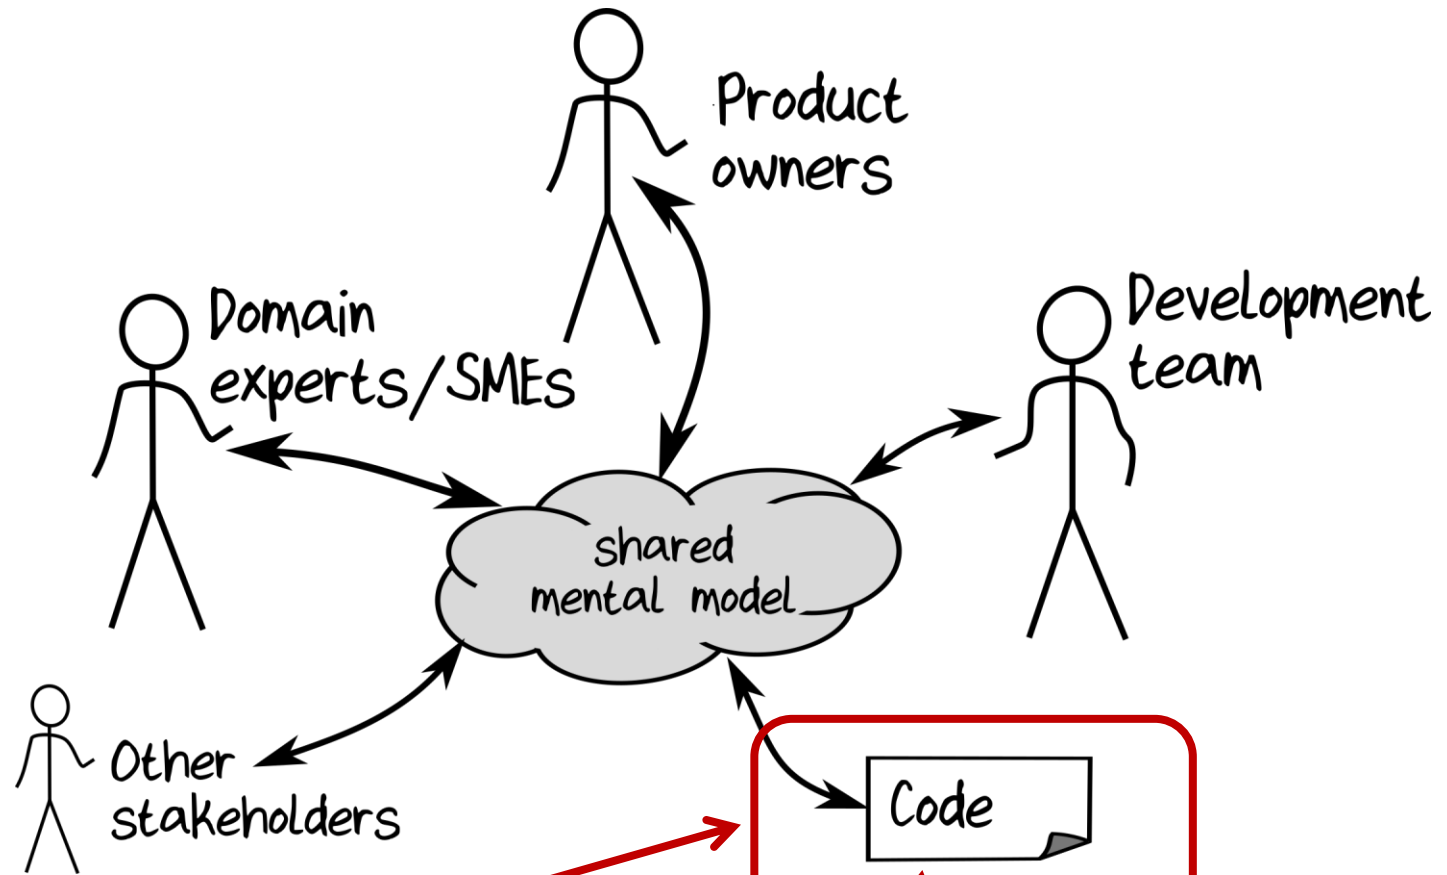 Product
owners
Domain
experts/SMEs
Development
team
shared
mental model
Other
stakeholders
Code